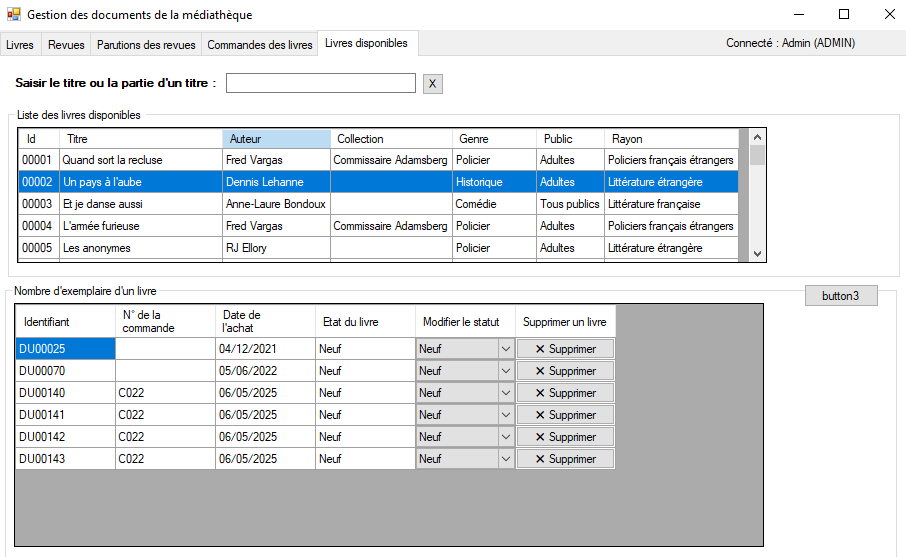 Gestion des documents de la médiathèque
Livres Revues Parutions des revues Commandes des livres Livres disponibles Connecté : Admin (ADMIN)
Saisir le titre ou la partie d'un titre : X
Liste des livres disponibles
Id Titre Auteur Collection Genre Public Rayon
00001 Quand sort la recluse Fred Vargas Commissaire Adamsberg Policier Adultes Policiers français étrangers
00002 Un pays à l'aube Dennis Lehanne Historique Adultes Littérature étrangère
00003 Et je danse aussi Anne-Laure Bondoux Comédie Tous publics Littérature française
00004 L'armée furieuse Fred Vargas Commissaire Adamsberg Policier Adultes Policiers français étrangers
00005 Les anonymes RJ Ellory Policier Adultes Littérature étrangère
Nombre d'exemplaire d'un livre button3
Identifiant N° de la commande Date de l'achat Etat du livre Modifier le statut Supprimer un livre
DU00025 04/12/2021 Neuf Neuf ✕ Supprimer
DU00070 05/06/2022 Neuf Neuf ✕ Supprimer
DU00140 C022 06/05/2025 Neuf Neuf ✕ Supprimer
DU00141 C022 06/05/2025 Neuf Neuf ✕ Supprimer
DU00142 C022 06/05/2025 Neuf Neuf ✕ Supprimer
DU00143 C022 06/05/2025 Neuf Neuf ✕ Supprimer